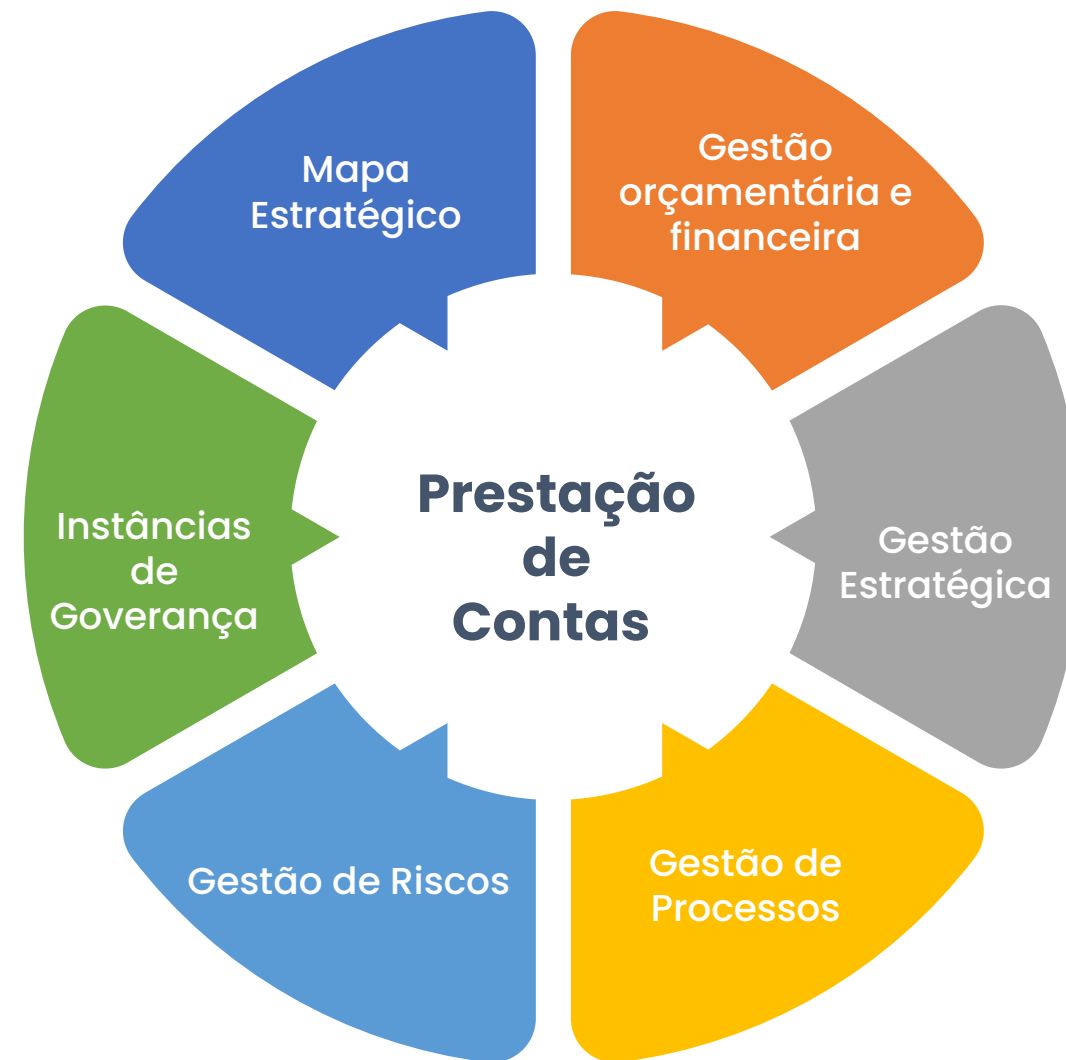 Mapa
Estratégico
Gestão
orçamentária e
financeira
Instâncias
de
Goverança
Prestação
de
Contas
Gestão
Estratégica
Gestão de Riscos
Gestão de
Processos